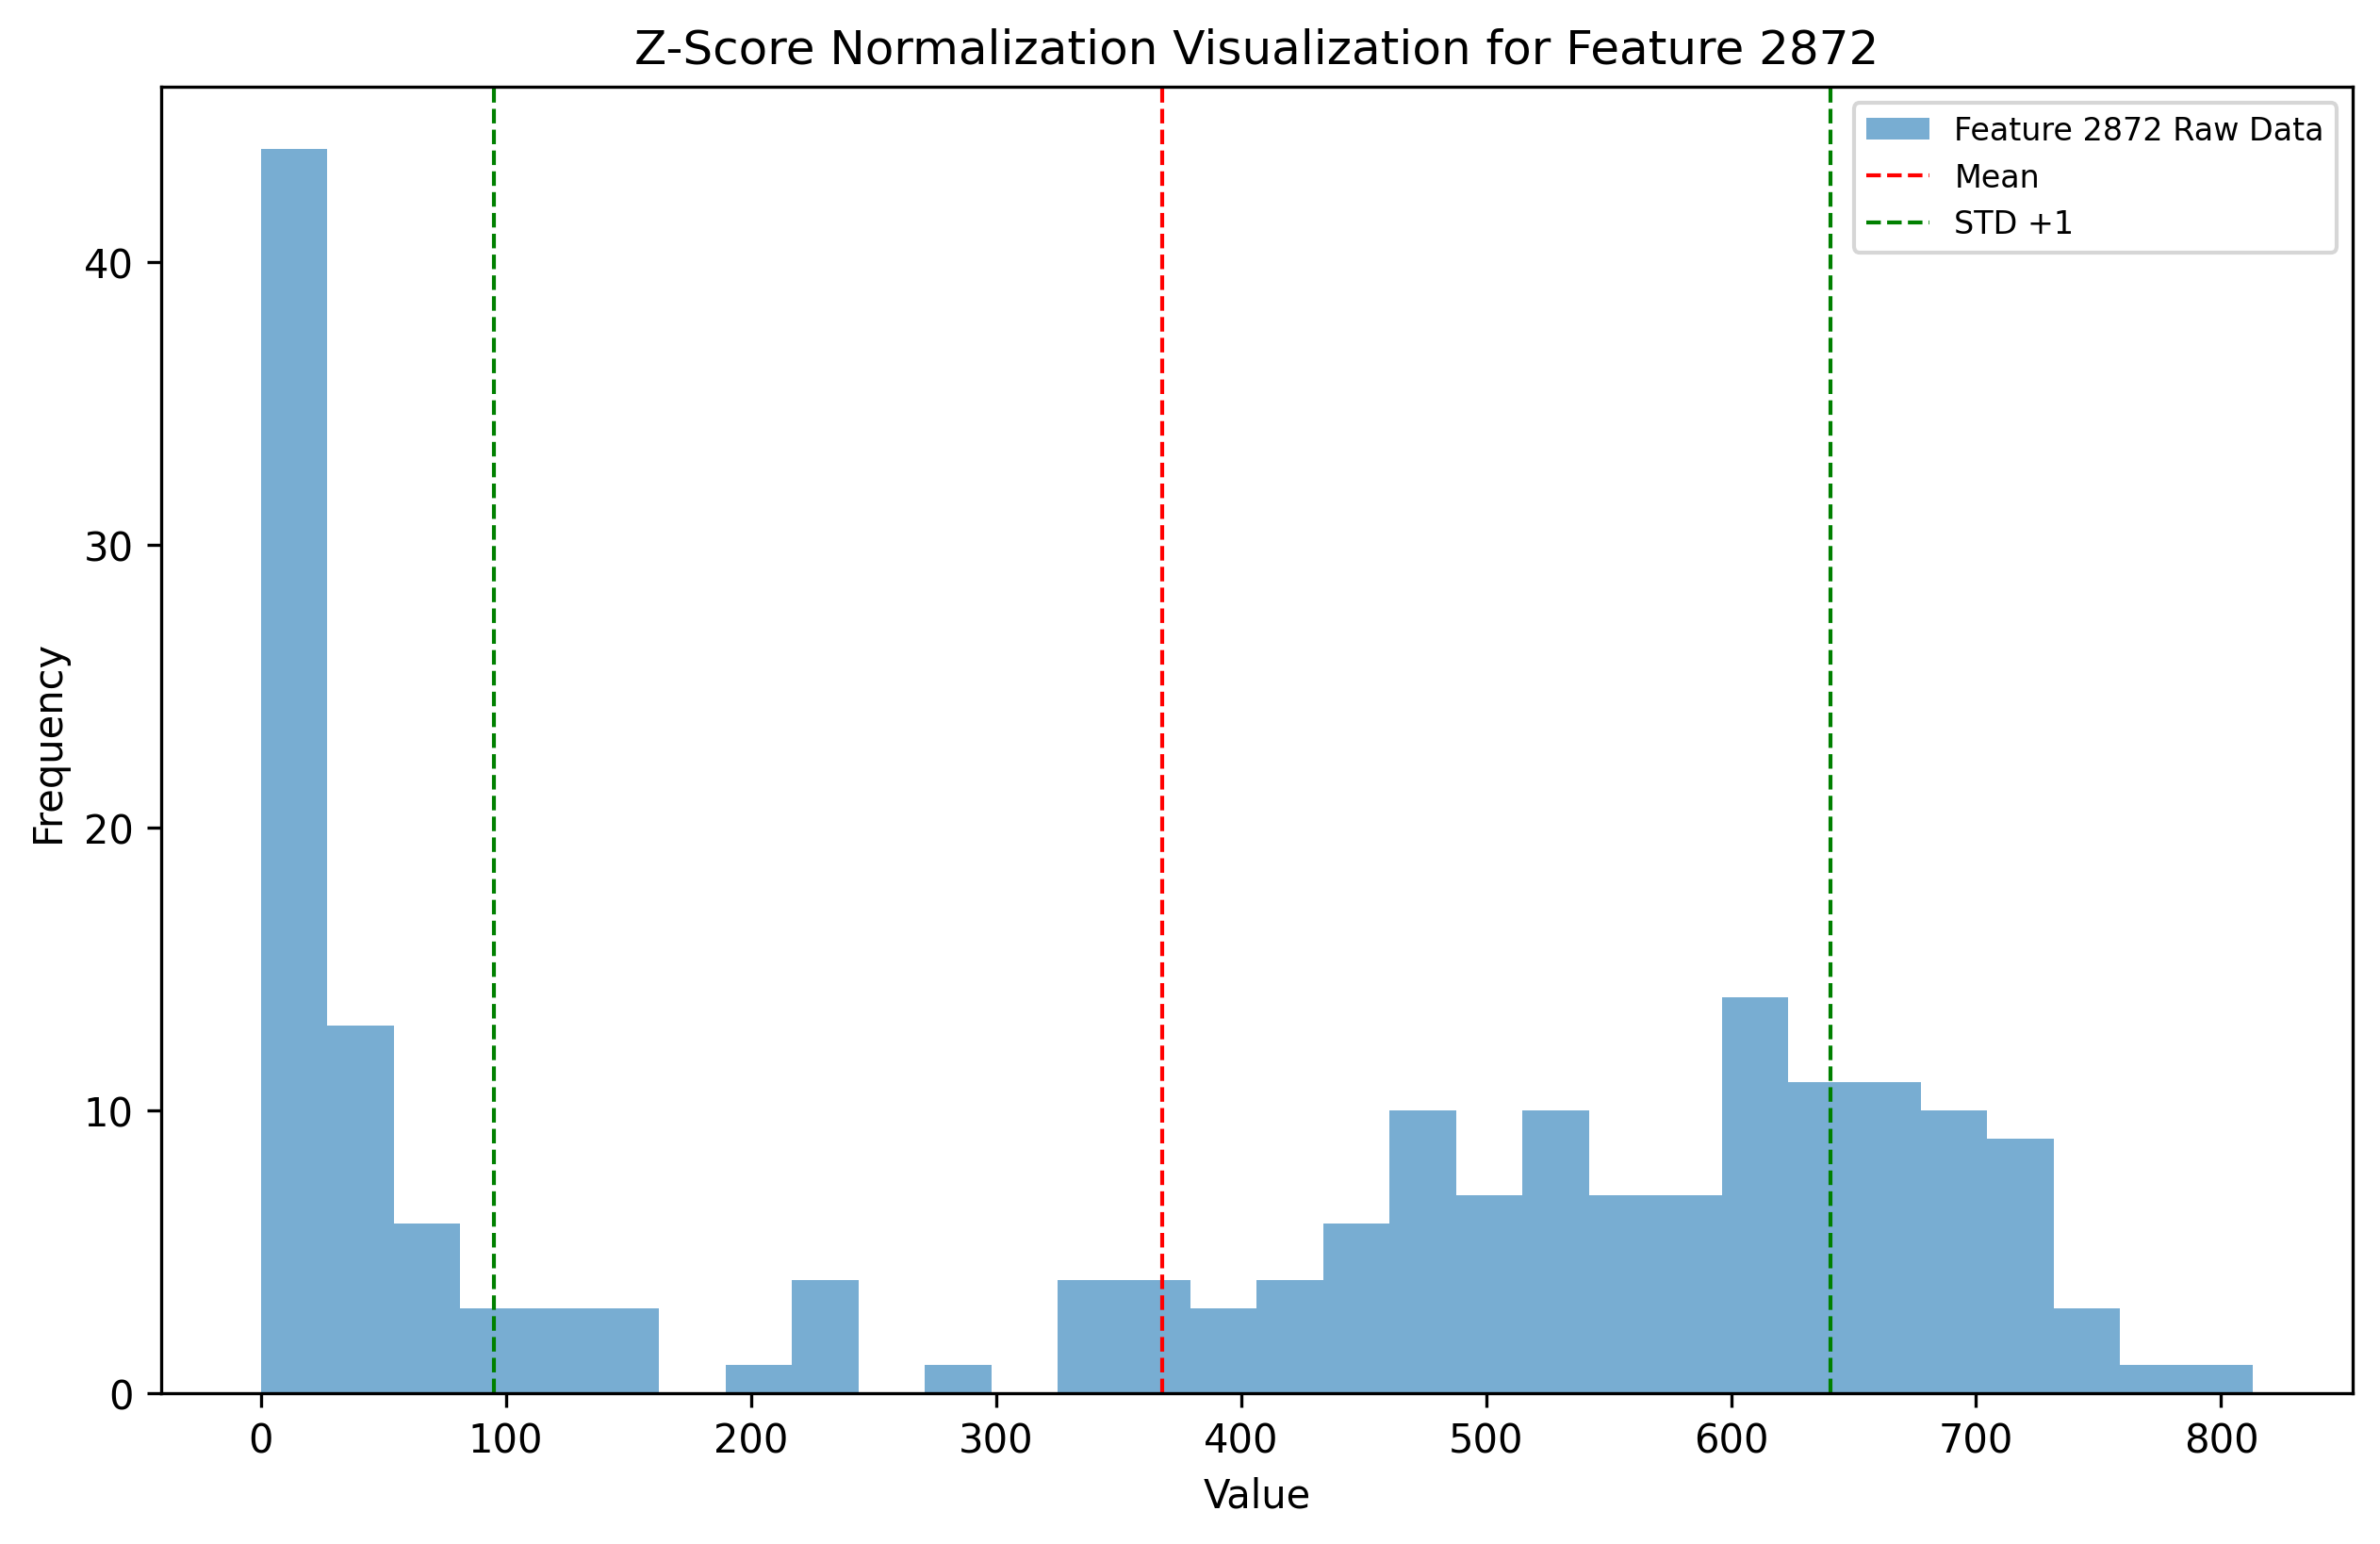 Z-Score Normalization Visualization for Feature 2872
Feature 2872 Raw Data
Mean
STD +1
Frequency
40
30
20
10
0
0 100 200 300 400 500 600 700 800
Value